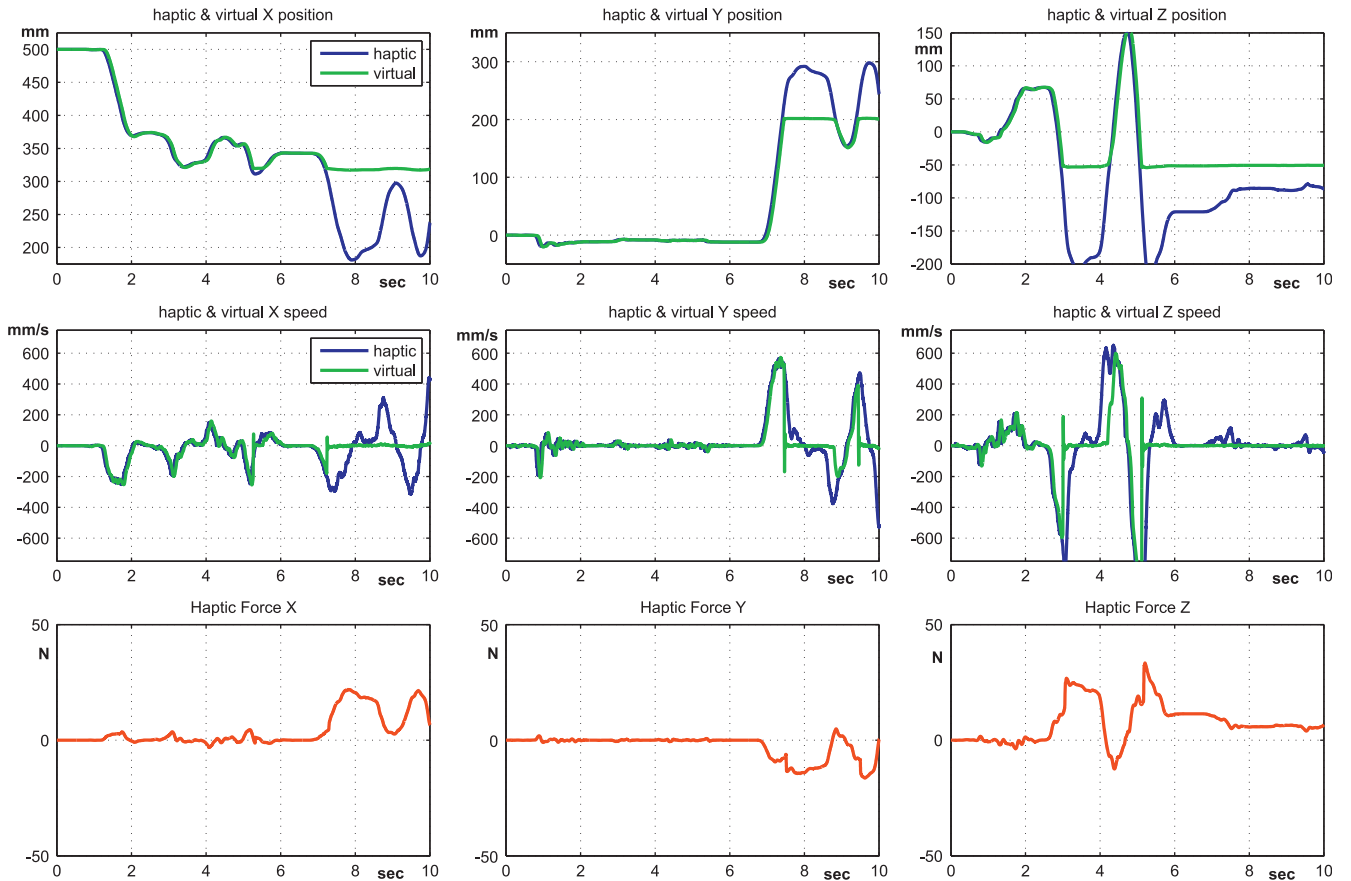 haptic & virtual X position
mm
500
450
400
350
300
250
200
haptic
virtual
0 2 4 6 8 10
sec
haptic & virtual Y position
mm
300
200
100
0
0 2 4 6 8 10
sec
haptic & virtual Z position
150
mm
100
50
0
-50
-100
-150
-200
0 2 4 6 8 10
sec
haptic & virtual X speed
mm/s
600
400
200
0
-200
-400
-600
haptic
virtual
0 2 4 6 8 10
sec
haptic & virtual Y speed
mm/s
600
400
200
0
-200
-400
-600
0 2 4 6 8 10
sec
haptic & virtual Z speed
mm/s
600
400
200
0
-200
-400
-600
0 2 4 6 8 10
sec
Haptic Force X
50
N
0
-50
0 2 4 6 8 10
sec
Haptic Force Y
50
N
0
-50
0 2 4 6 8 10
sec
Haptic Force Z
50
N
0
-50
0 2 4 6 8 10
sec